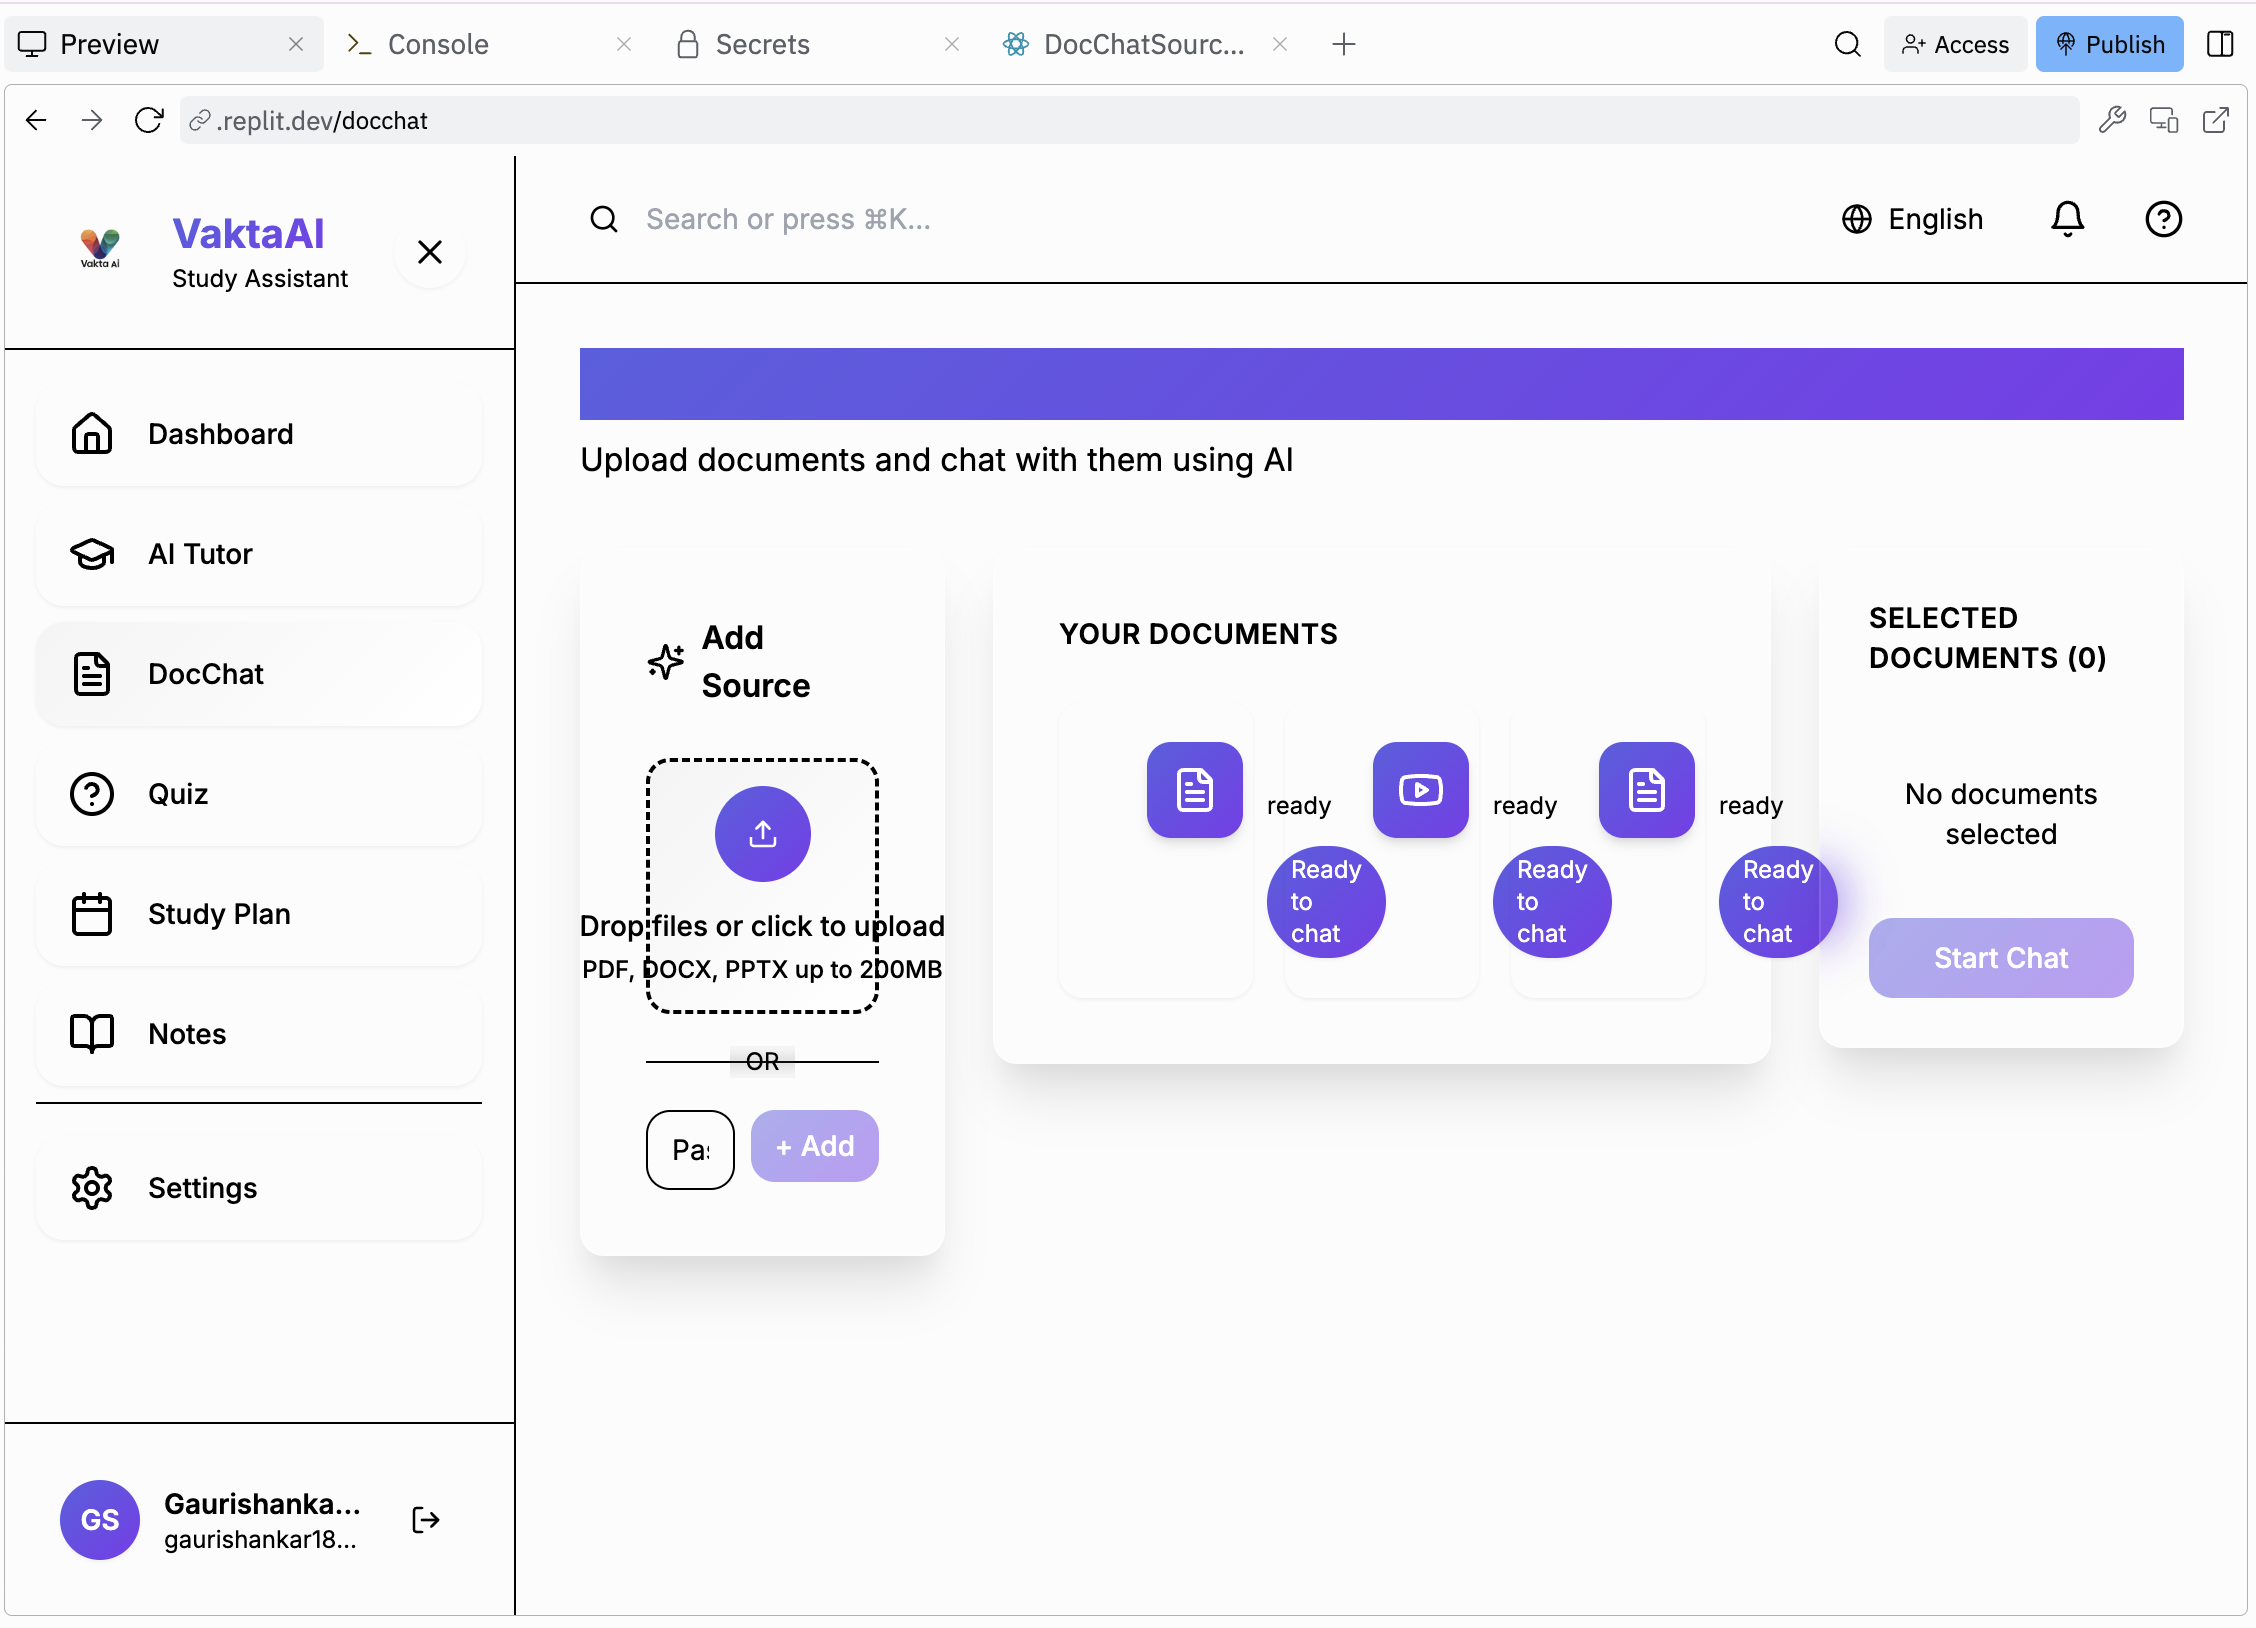 Preview
Console
Secrets
DocChatSourc...
Access
Publish
.replit.dev/docchat
Vakta Ai
VaktaAI
Study Assistant
Search or press ⌘K...
English
Dashboard
AI Tutor
DocChat
Quiz
Study Plan
Notes
Settings
GS
Gaurishanka...
gaurishankar18...
Upload documents and chat with them using AI
Add
Source
Drop files or click to upload
PDF, DOCX, PPTX up to 200MB
OR
Pas
+ Add
YOUR DOCUMENTS
ready
Ready
to
chat
ready
Ready
to
chat
ready
Ready
to
chat
SELECTED
DOCUMENTS (0)
No documents
selected
Start Chat